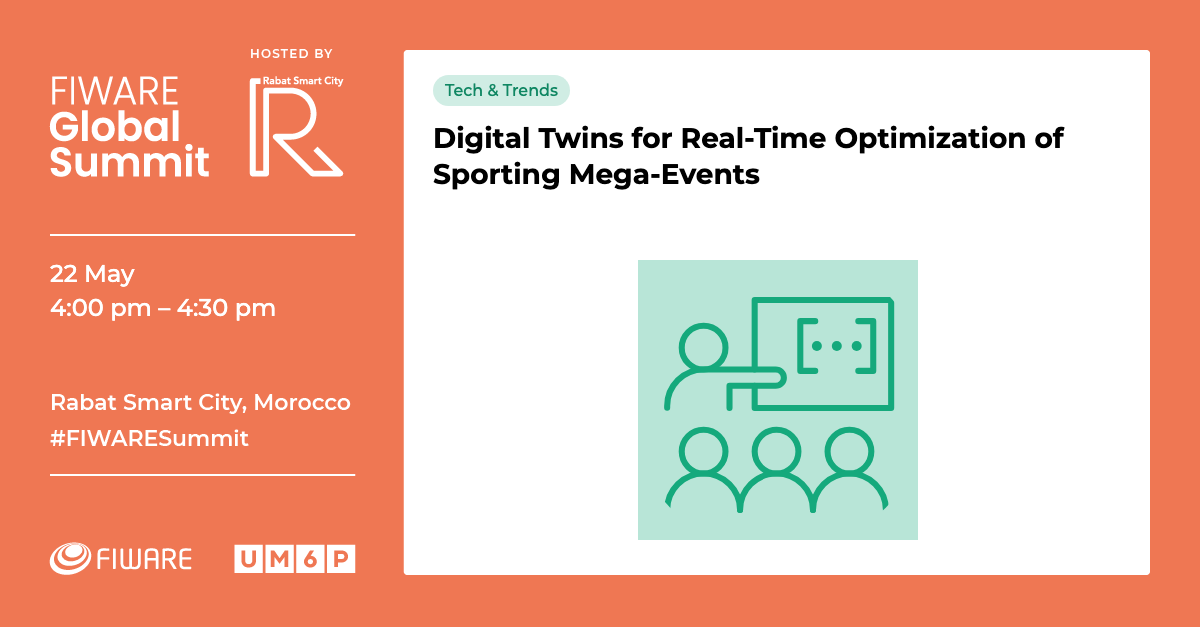 FIWARE
Global
Summit
HOSTED BY
Rabat Smart City
R
22 May
4:00 pm – 4:30 pm
Rabat Smart City, Morocco
#FIWARESummit
FIWARE
UM6P
Tech & Trends
Digital Twins for Real-Time Optimization of
Sporting Mega-Events
[...]